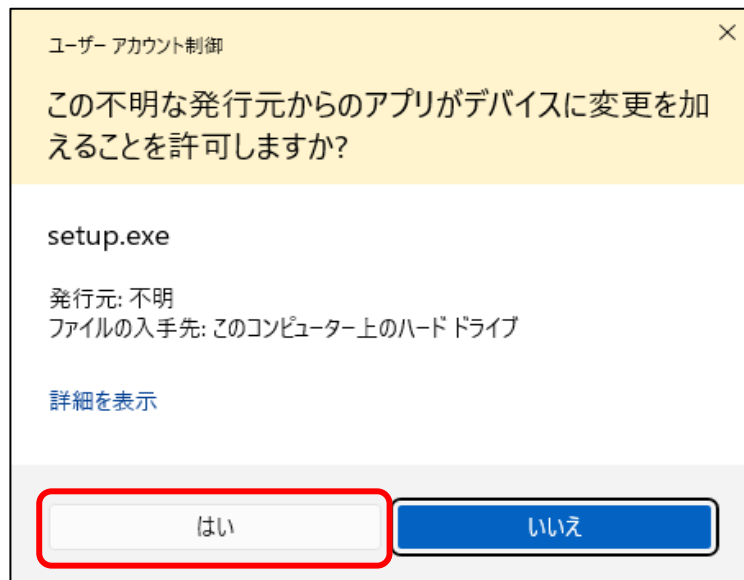 ユーザー アカウント制御
この不明な発行元からのアプリがデバイスに変更を加
えることを許可しますか?
setup.exe
発行元: 不明
ファイルの入手先: このコンピューター上のハード ドライブ
詳細を表示
はい
いいえ